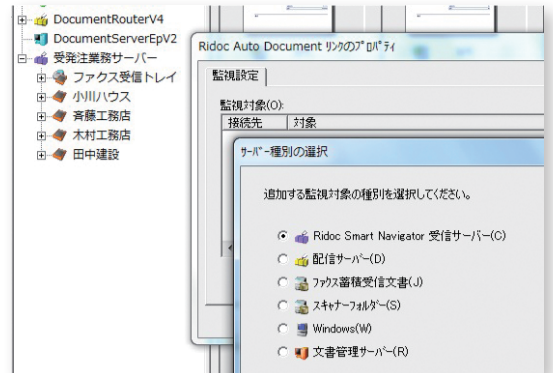 DocumentRouterV4
DocumentServerEpV2
受発注業務サーバー
ファクス受信トレイ
小川ハウス
斉藤工務店
木村工務店
田中建設
Ridoc Auto Document リンクのプロパティ
監視設定
監視対象(O):
接続先 対象
サーバー種別の選択
追加する監視対象の種別を選択してください。
Ridoc Smart Navigator 受信サーバー(C)
配信サーバー(D)
ファクス蓄積受信文書(J)
スキャナーフォルダー(S)
Windows(W)
文書管理サーバー(R)